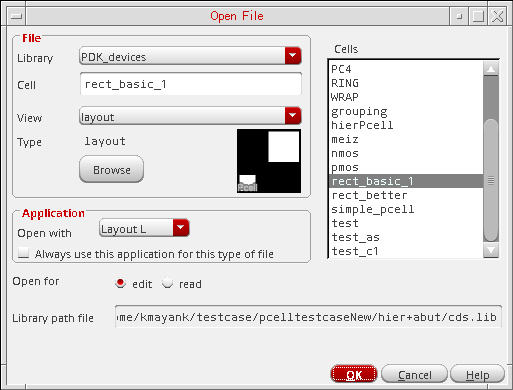 Open File
File
Library PDK_devices
Cell rect_basic_1
View layout
Type layout
Browse
Pcell
Application
Open with Layout L
Always use this application for this type of file
Cells
PC4
RING
WRAP
grouping
hierPcell
meiz
nmos
pmos
rect_basic_1
rect_better
simple_pcell
test
test_as
test_c1
Open for edit read
Library path file ome/kmayank/testcase/pcelltestcaseNew/hier+abut/cds.lib
OK Cancel Help